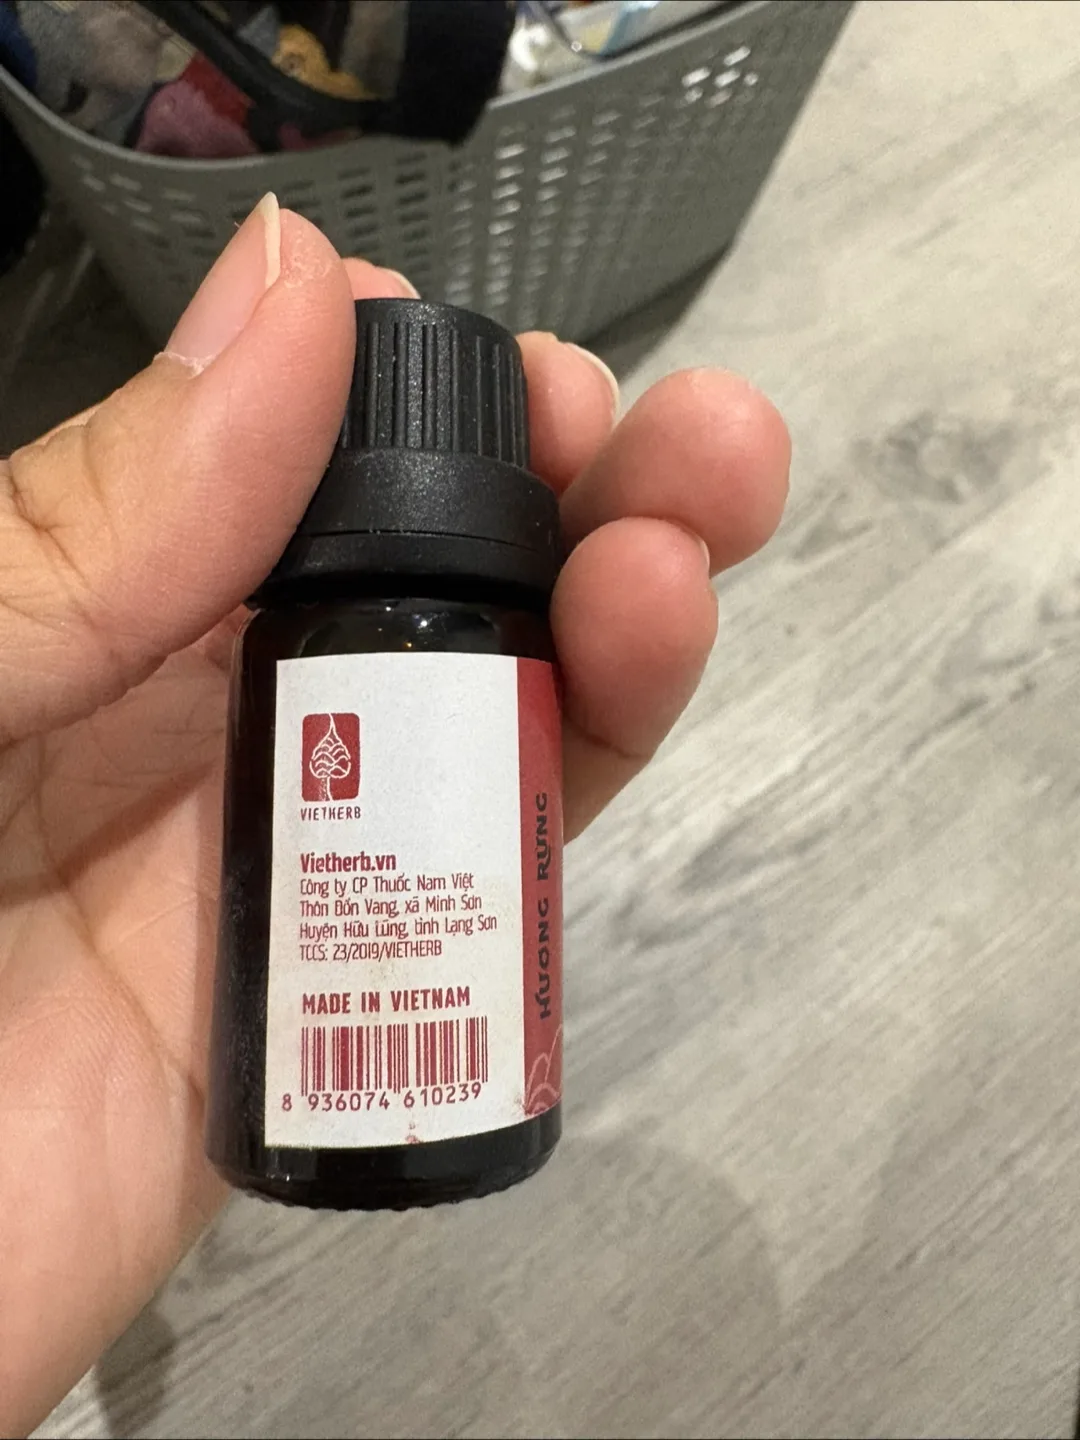 VIETHERB
Vietherb.vn
Công ty CP Thuốc Nam Việt
Thôn Đồn Vang, xã Minh Sơn
Huyện Hữu Lũng, tỉnh Lạng Sơn
TCCS: 23/2019/VIETHERB
MADE IN VIETNAM
8 936074 610239
HƯƠNG RỪNG